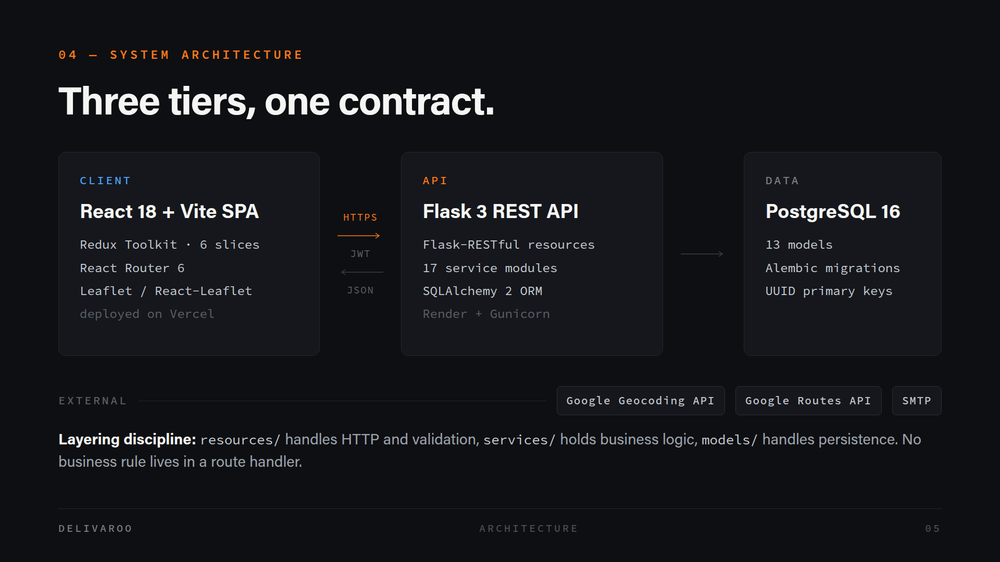 04 — SYSTEM ARCHITECTURE
Three tiers, one contract.
CLIENT
React 18 + Vite SPA
Redux Toolkit · 6 slices
React Router 6
Leaflet / React-Leaflet
deployed on Vercel
HTTPS
JWT
JSON
API
Flask 3 REST API
Flask-RESTful resources
17 service modules
SQLAlchemy 2 ORM
Render + Gunicorn
DATA
PostgreSQL 16
13 models
Alembic migrations
UUID primary keys
EXTERNAL
Google Geocoding API
Google Routes API
SMTP
Layering discipline: resources/ handles HTTP and validation, services/ holds business logic, models/ handles persistence. No
business rule lives in a route handler.
DELIVAROO
ARCHITECTURE
05